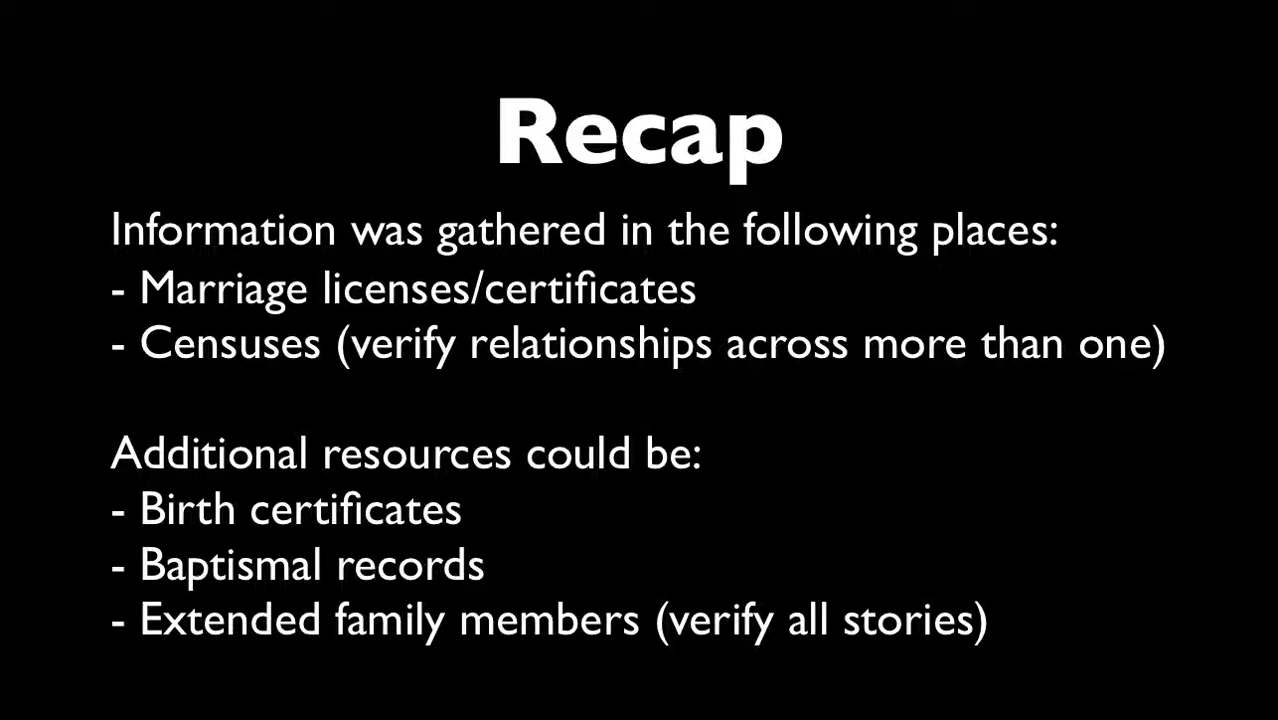 Recap
Information was gathered in the following places:
- Marriage licenses/certificates
- Censuses (verify relationships across more than one)
Additional resources could be:
- Birth certificates
- Baptismal records
- Extended family members (verify all stories)